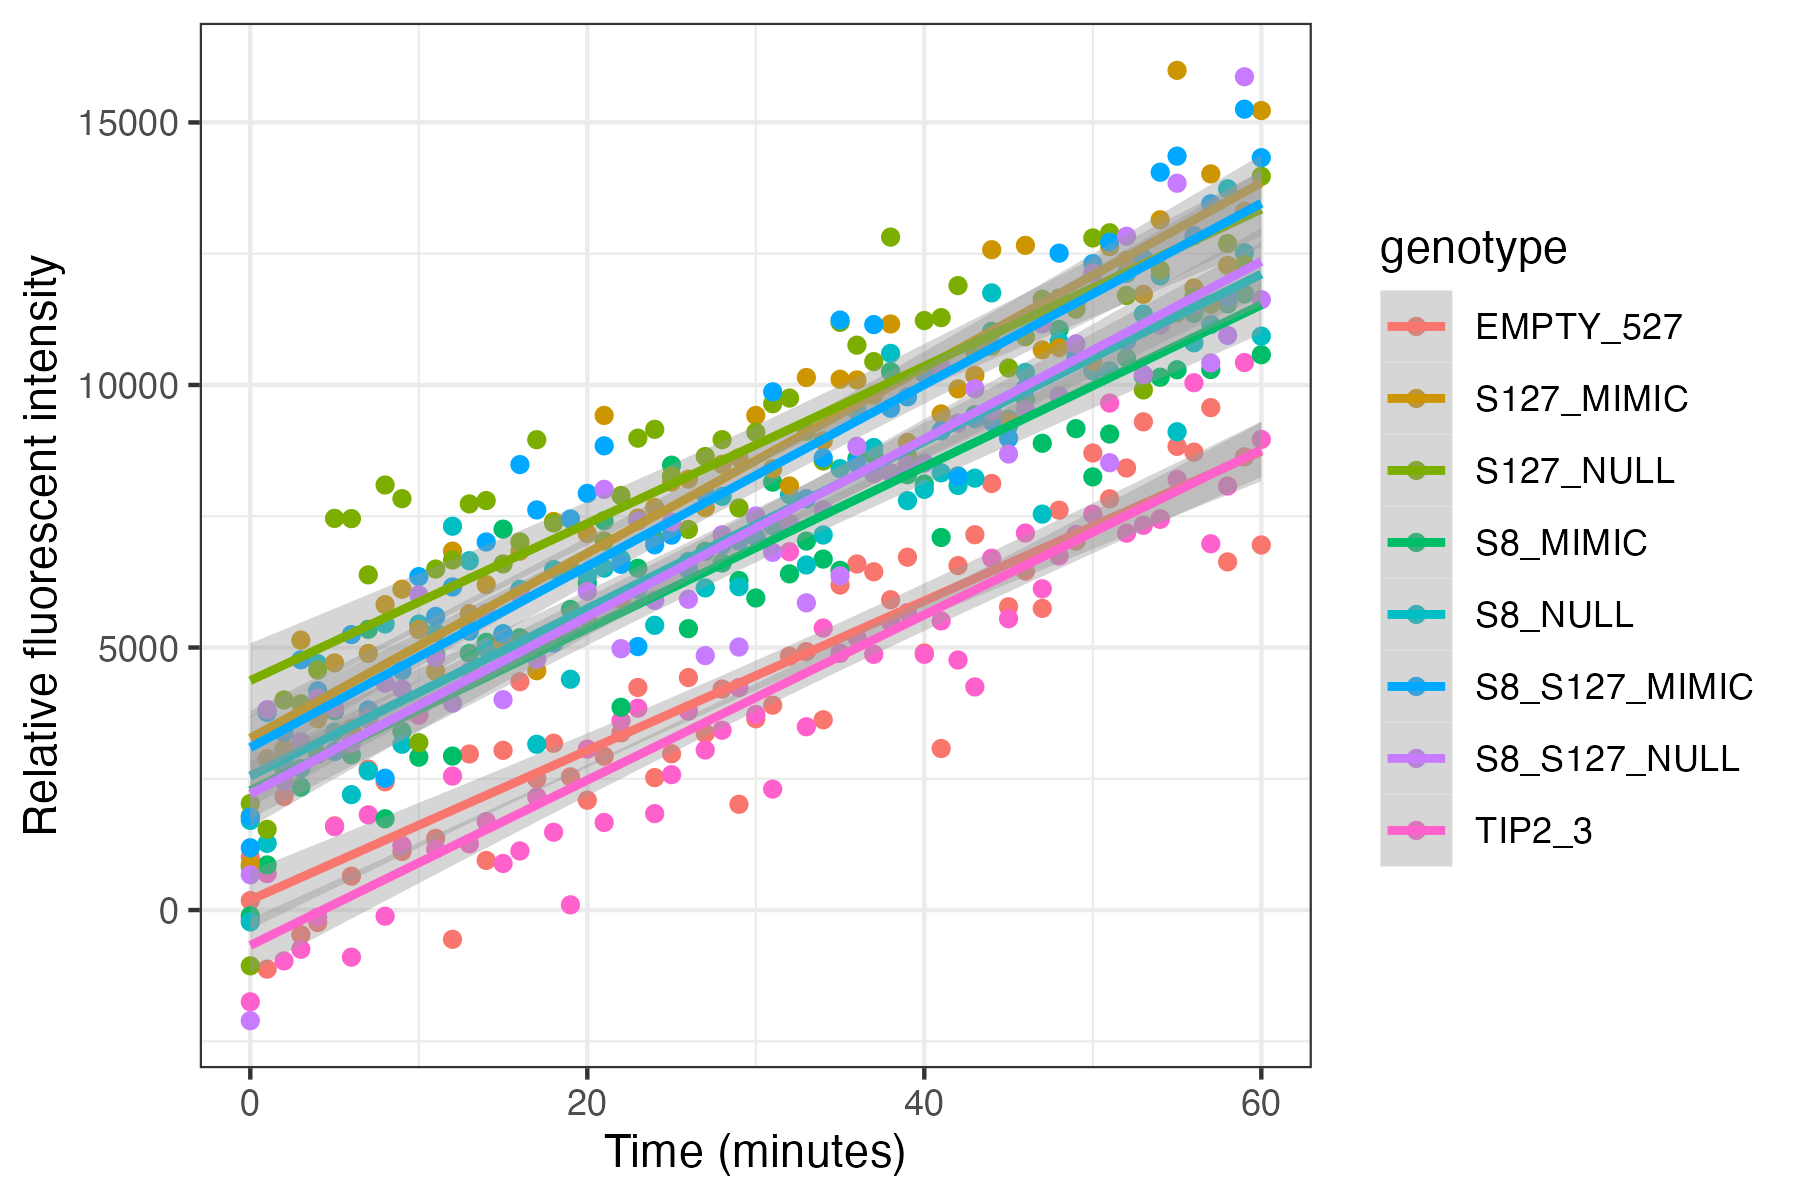 15000
10000
5000
0
Relative fluorescent intensity
0
20
40
60
Time (minutes)
genotype
EMPTY_527
S127_MIMIC
S127_NULL
S8_MIMIC
S8_NULL
S8_S127_MIMIC
S8_S127_NULL
TIP2_3